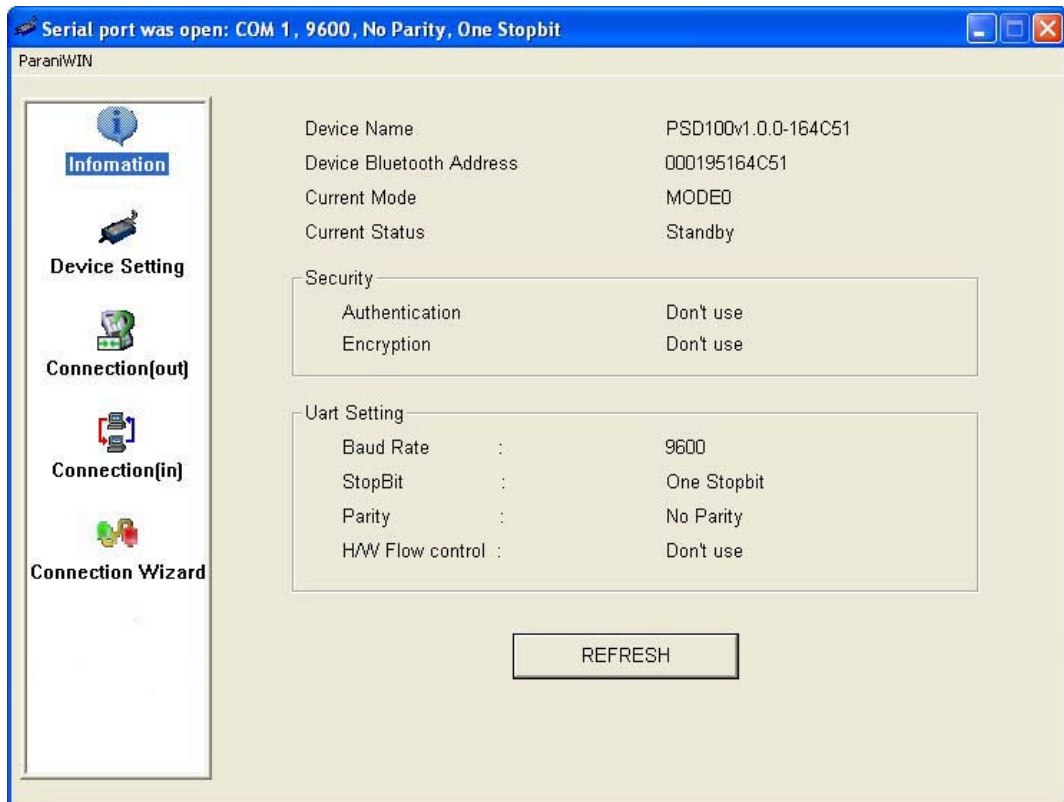 Serial port was open: COM 1, 9600, No Parity, One Stopbit
ParaniWIN
Infomation
Device Setting
Connection(out)
Connection(in)
Connection Wizard
Device Name PSD100v1.0.0-164C51
Device Bluetooth Address 000195164C51
Current Mode MODE0
Current Status Standby
Security
Authentication Don't use
Encryption Don't use
Uart Setting
Baud Rate : 9600
StopBit : One Stopbit
Parity : No Parity
H/W Flow control : Don't use
REFRESH